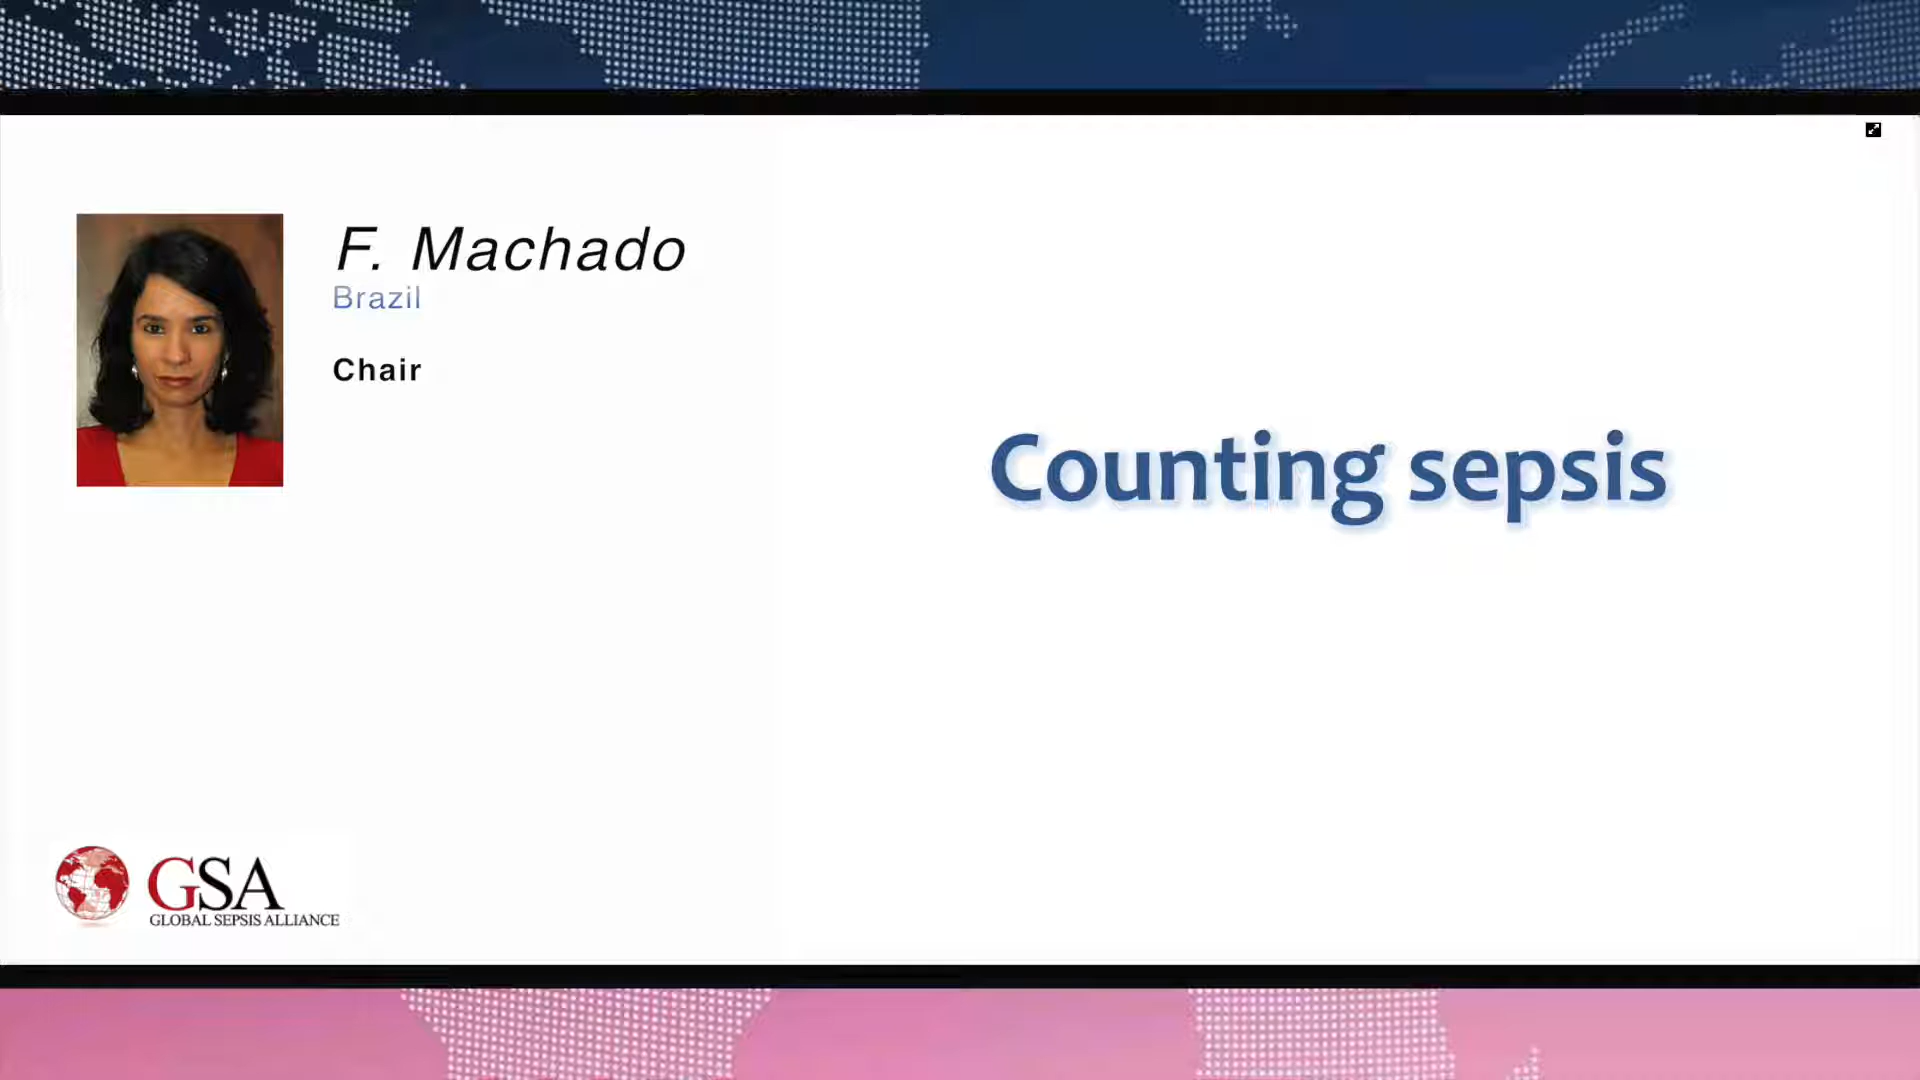 F. Machado
Brazil
Chair
Counting sepsis
GSA
GLOBAL SEPSIS ALLIANCE